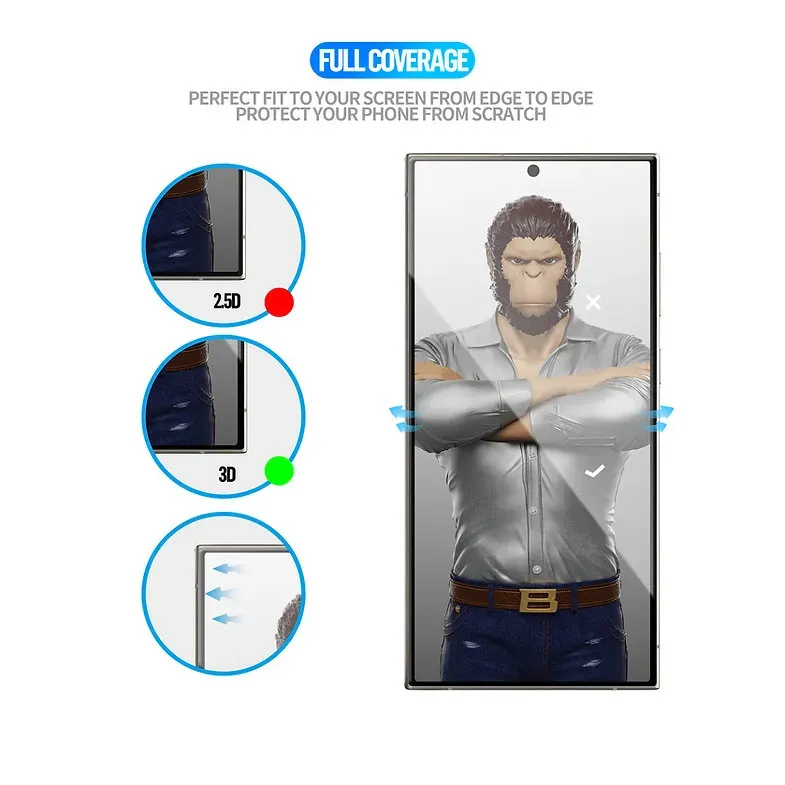 FULL COVERAGE
PERFECT FIT TO YOUR SCREEN FROM EDGE TO EDGE
PROTECT YOUR PHONE FROM SCRATCH
2.5D
3D
B